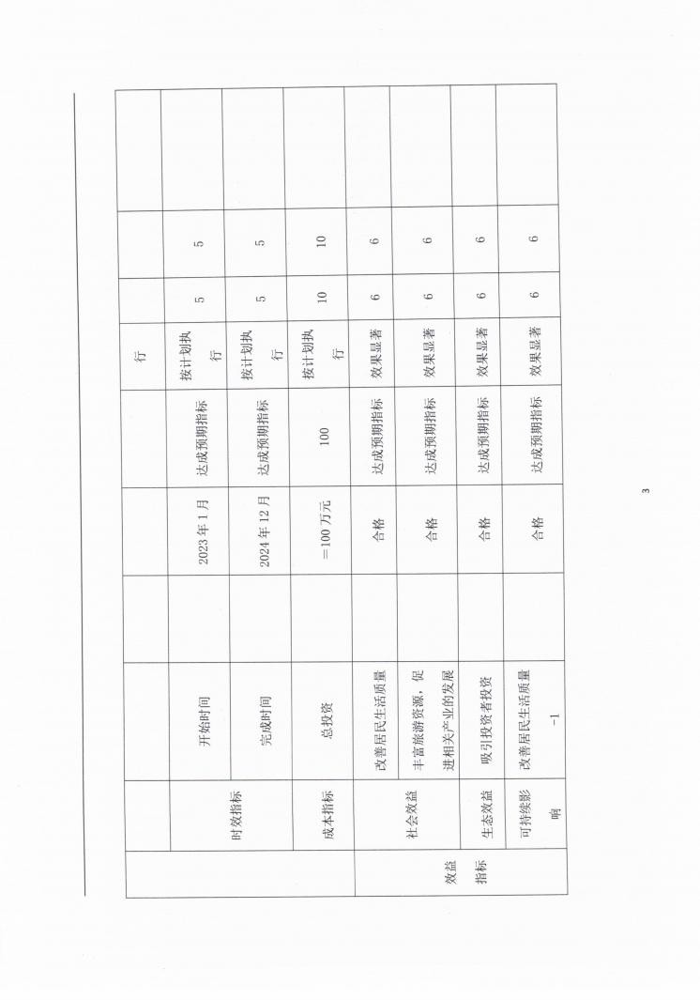 行
时效指标
开始时间
2023 年 1 月
达成预期指标
按计划执
行
5
5
完成时间
2024 年 12 月
达成预期指标
按计划执
行
5
5
成本指标
总投资
=100 万元
100
按计划执
行
10
10
效益
指标
社会效益
改善居民生活质量
合格
达成预期指标
效果显著
6
6
丰富旅游资源，促
进相关产业的发展
合格
达成预期指标
效果显著
6
6
生态效益
吸引投资者投资
合格
达成预期指标
效果显著
6
6
可持续影
响
改善居民生活质量
-1
合格
达成预期指标
效果显著
6
6
3